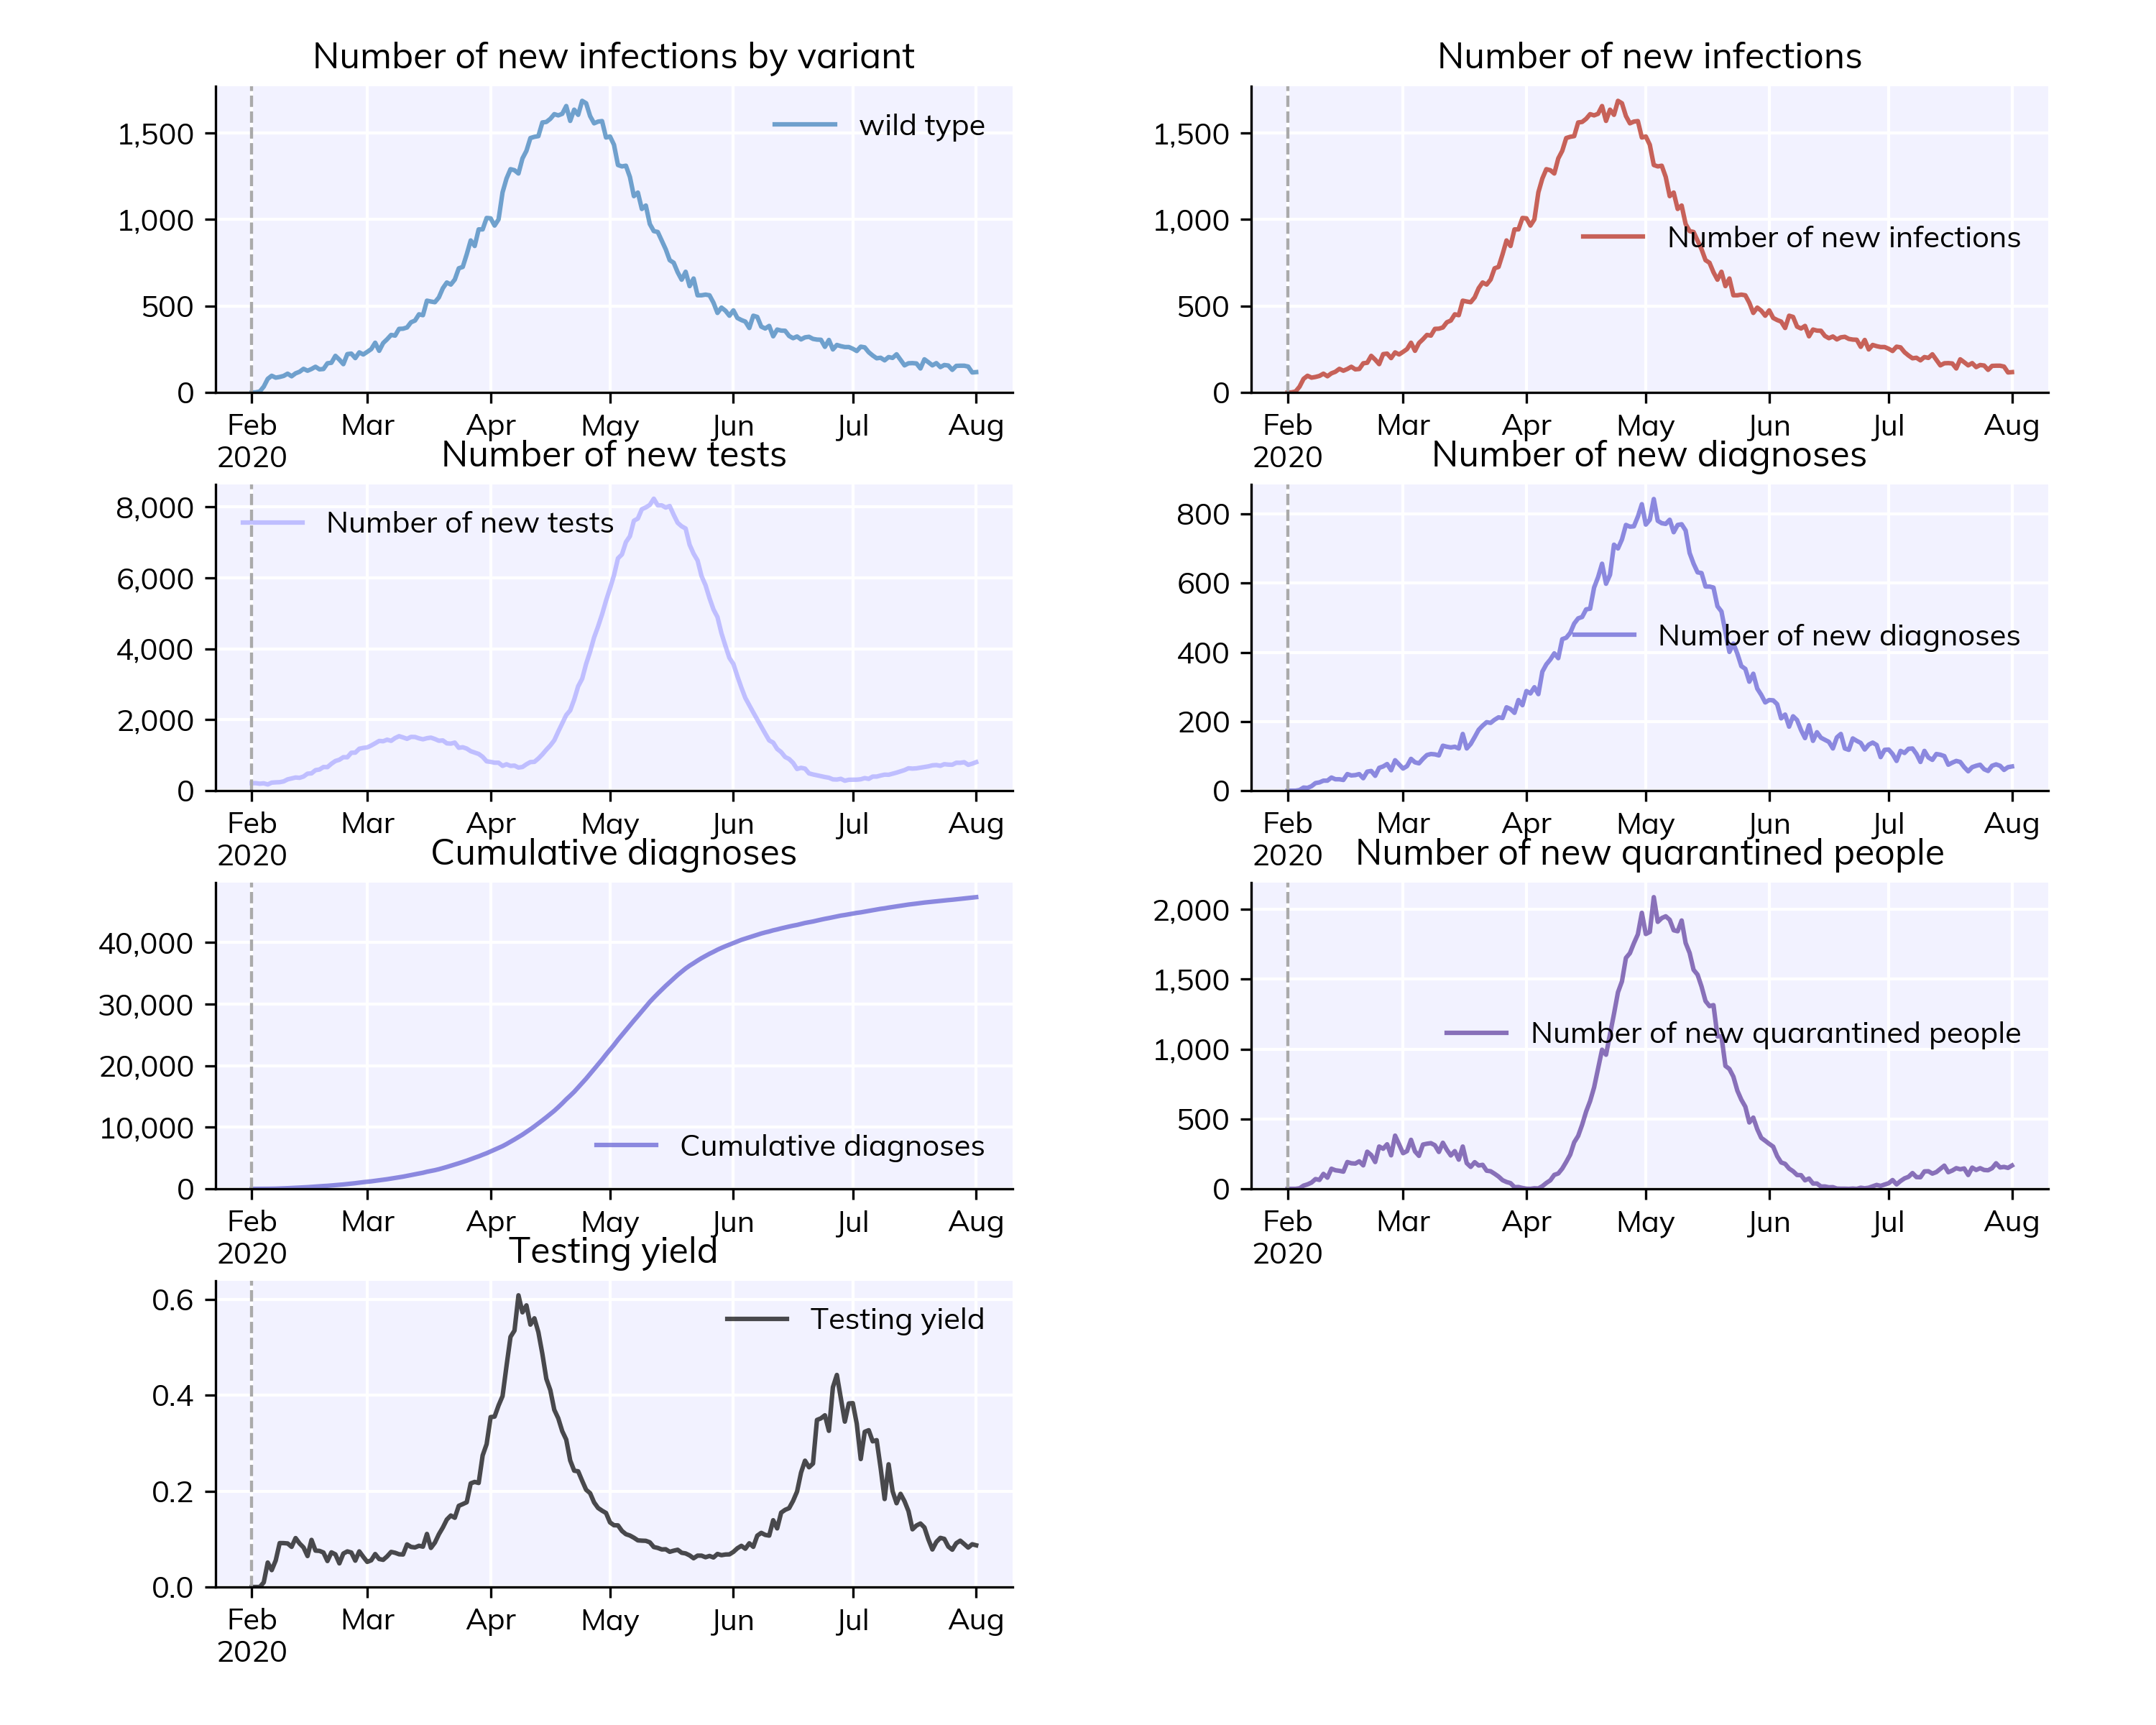 Number of new infections by variant
1,500
1,000
500
0
wild type
Feb Mar Apr May Jun Jul Aug
2020
Number of new infections
1,500
1,000
500
0
Number of new infections
Feb Mar Apr May Jun Jul Aug
2020
Number of new tests
8,000
6,000
4,000
2,000
0
Number of new tests
Feb Mar Apr May Jun Jul Aug
2020
Number of new diagnoses
800
600
400
200
0
Number of new diagnoses
Feb Mar Apr May Jun Jul Aug
2020
Cumulative diagnoses
40,000
30,000
20,000
10,000
0
Cumulative diagnoses
Feb Mar Apr May Jun Jul Aug
2020
Number of new quarantined people
2,000
1,500
1,000
500
0
Number of new quarantined people
Feb Mar Apr May Jun Jul Aug
2020
Testing yield
0.6
0.4
0.2
0.0
Testing yield
Feb Mar Apr May Jun Jul Aug
2020